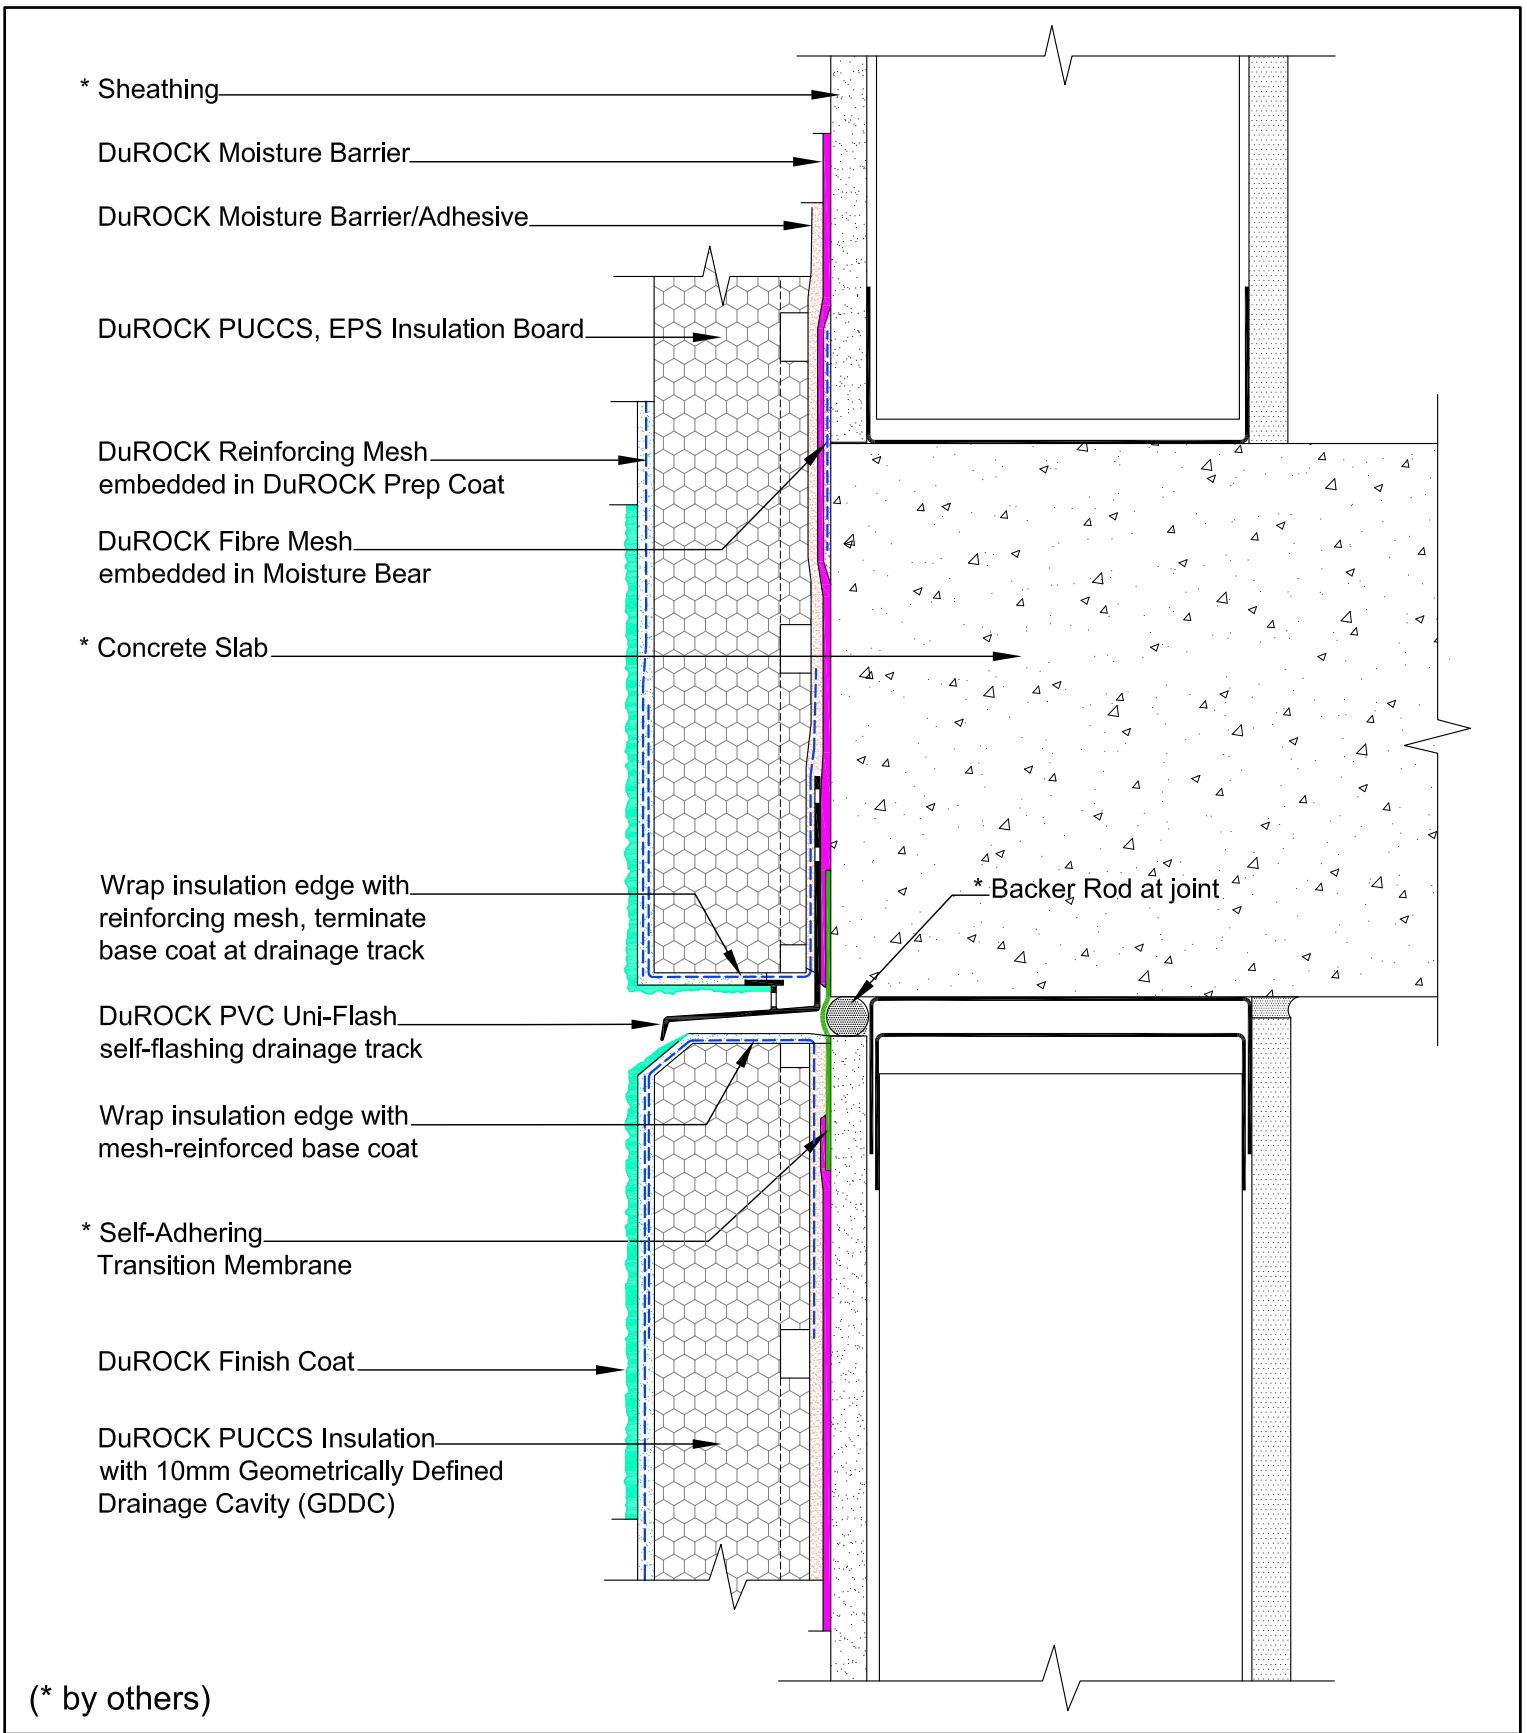 * Sheathing
DuROCK Moisture Barrier
DuROCK Moisture Barrier/Adhesive
DuROCK PUCCS, EPS Insulation Board
DuROCK Reinforcing Mesh
embedded in DuROCK Prep Coat
DuROCK Fibre Mesh
embedded in Moisture Bear
* Concrete Slab
Wrap insulation edge with
reinforcing mesh, terminate
base coat at drainage track
* Backer Rod at joint
DuROCK PVC Uni-Flash
self-flashing drainage track
Wrap insulation edge with
mesh-reinforced base coat
* Self-Adhering
Transition Membrane
DuROCK Finish Coat
DuROCK PUCCS Insulation
with 10mm Geometrically Defined
Drainage Cavity (GDDC)
(* by others)